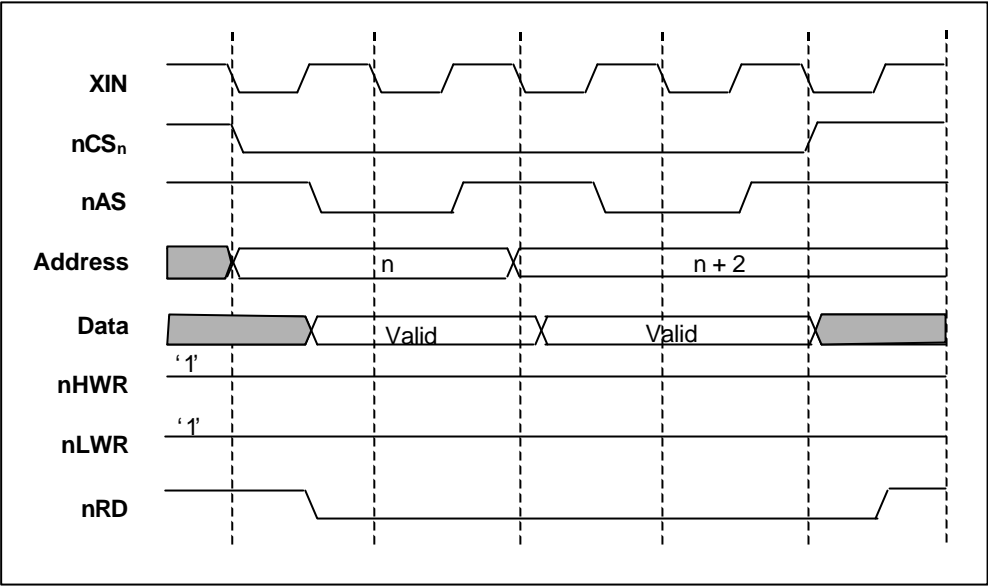 XIN
nCSn
nAS
Address n n + 2
Data Valid Valid
‘1’
nHWR
‘1’
nLWR
nRD